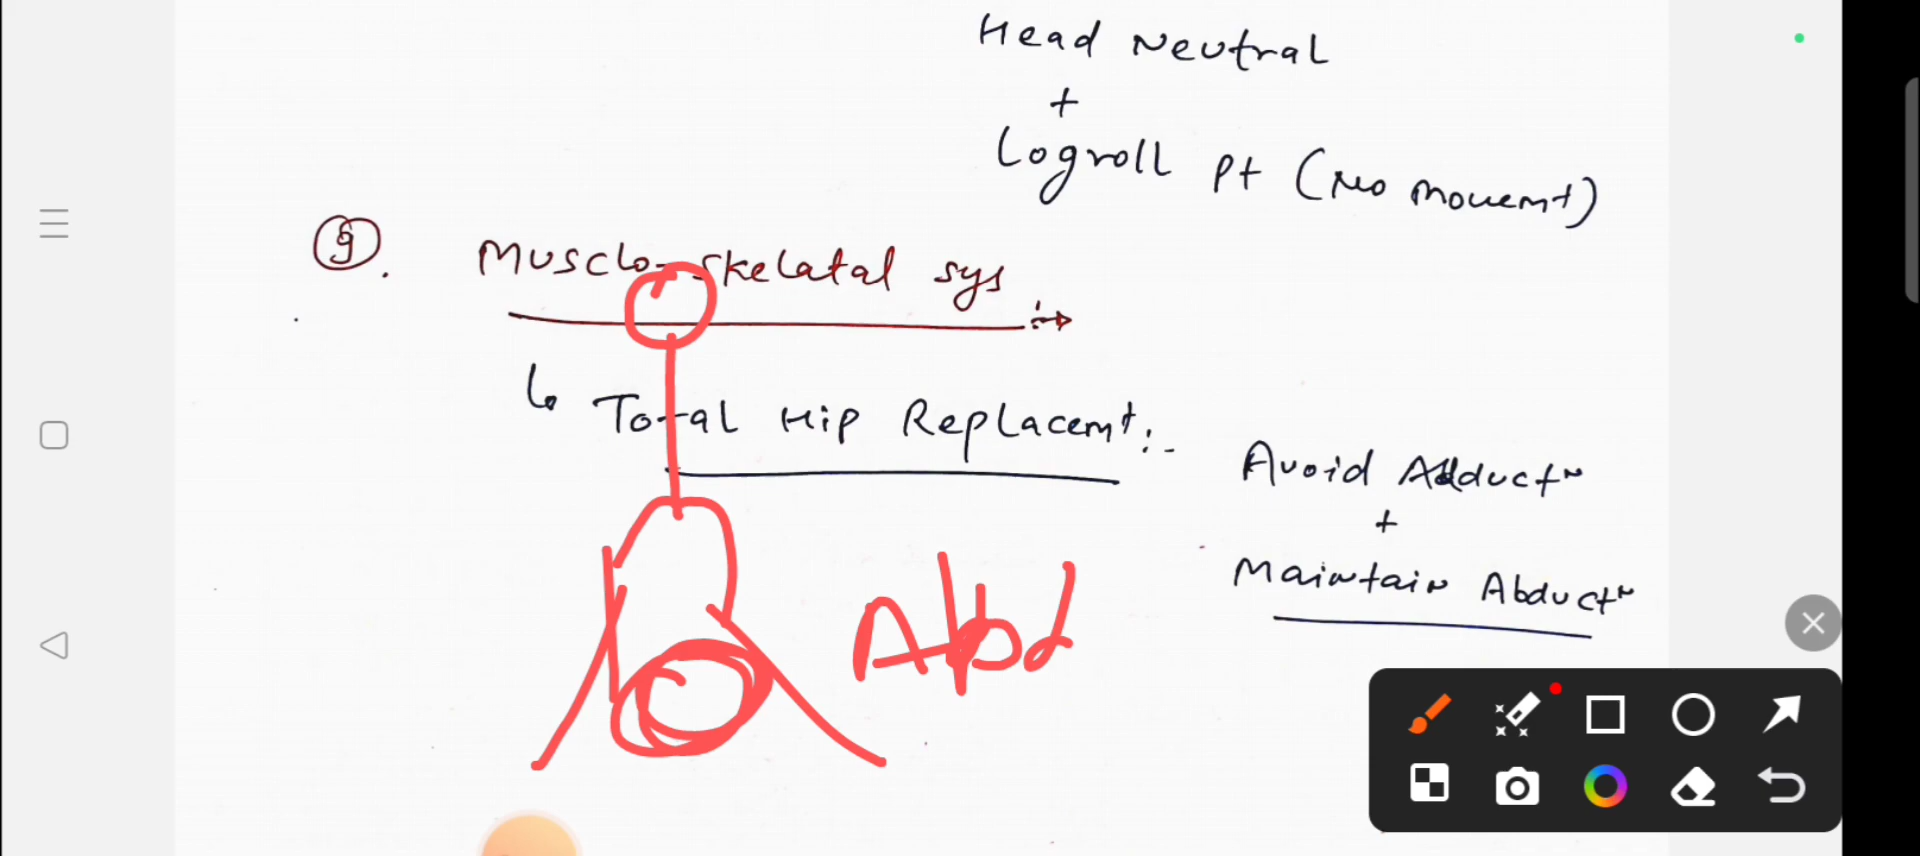 Head Neutral
+
Logroll Pt (No movemt)
9. Musclo-skelatal sys :→
↳ Total Hip Replacemt :-
Avoid Adductn
+
Maintain Abductn
Abd